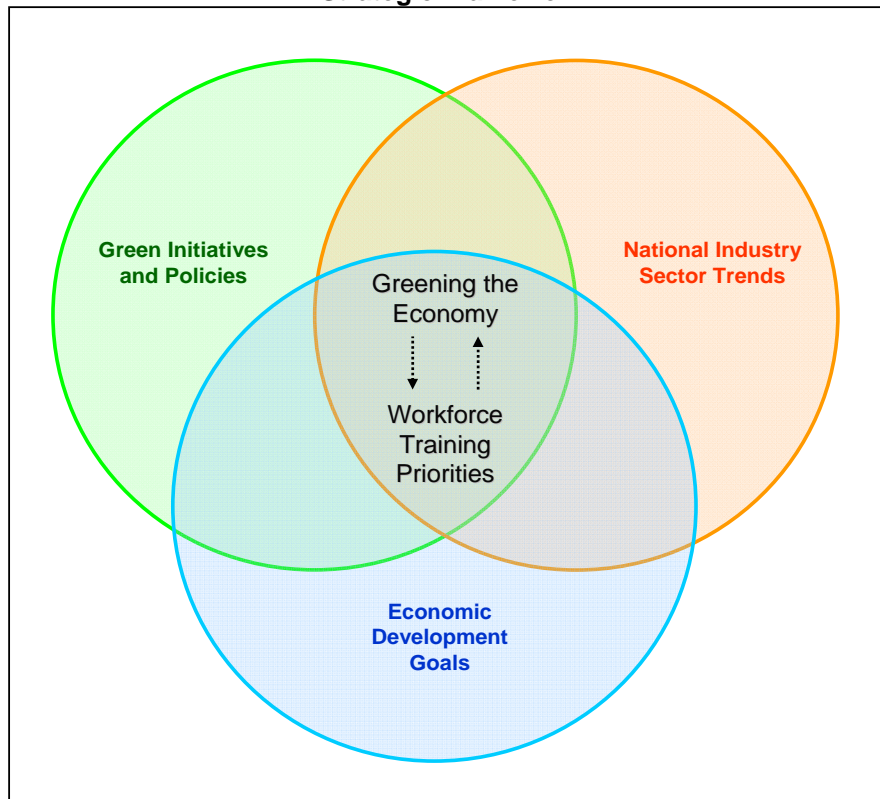 Green Initiatives
and Policies
National Industry
Sector Trends
Greening the
Economy
Workforce
Training
Priorities
Economic
Development
Goals